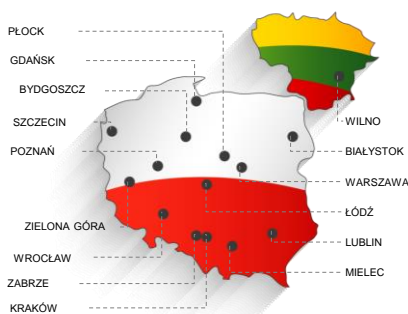 PŁOCK
GDAŃSK
BYDGOSZCZ
SZCZECIN
POZNAŃ
ZIELONA GÓRA
WROCŁAW
ZABRZE
KRAKÓW
WILNO
BIAŁYSTOK
WARSZAWA
ŁÓDŹ
LUBLIN
MIELEC